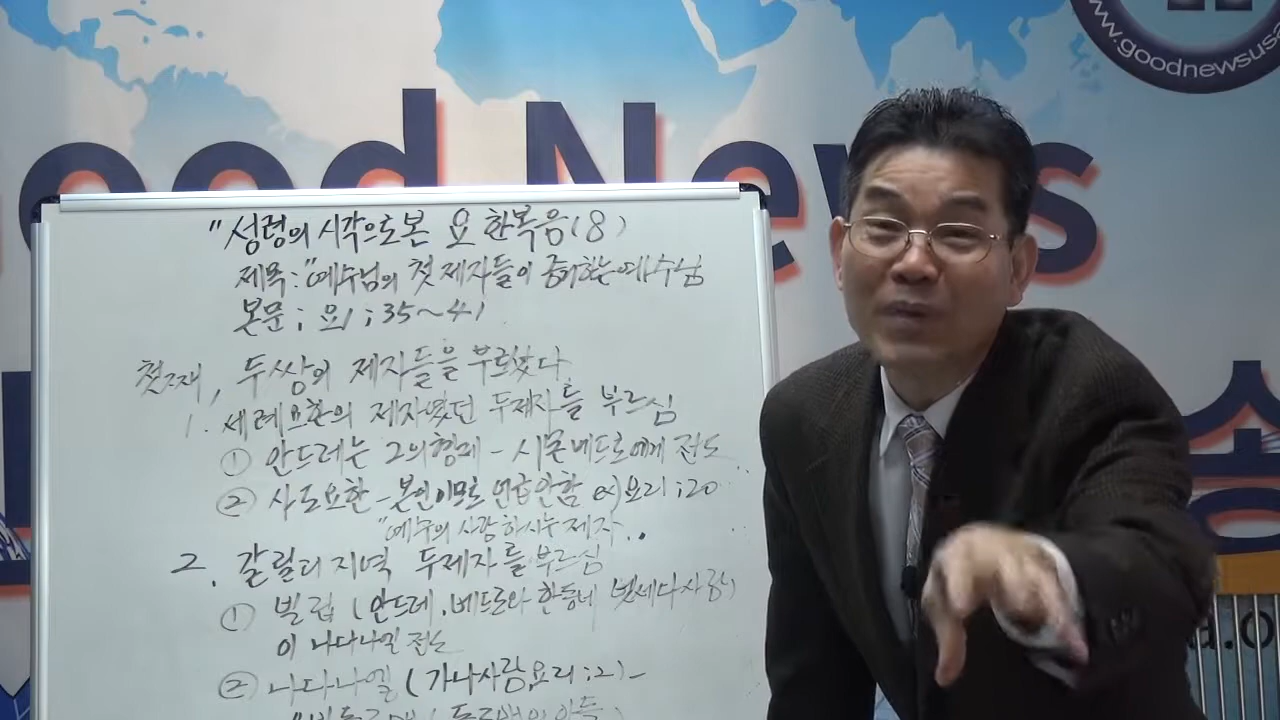 www.goodnewsusa
Good News
"성령의 시각으로 본 요한복음(8)
제목: "예수님의 첫 제자들이 증거하는 예수님
본문; 요1;35~41
첫째, 두쌍의 제자들을 부르셨다.
1. 세례요한의 제자였던 두제자를 부르심
① 안드레는 그의 형제 - 시몬 베드로에게 전도
② 사도요한 - 본인이므로 언급안함 ex) 요21;20
"예수의 사랑하시는 제자..
2. 갈릴리 지역 두제자를 부르심
① 빌립 (안드레, 베드로와 한동네 벳세다 사람)
이 나다나엘 전도
② 나다나엘 (가나사람, 요21;2) -